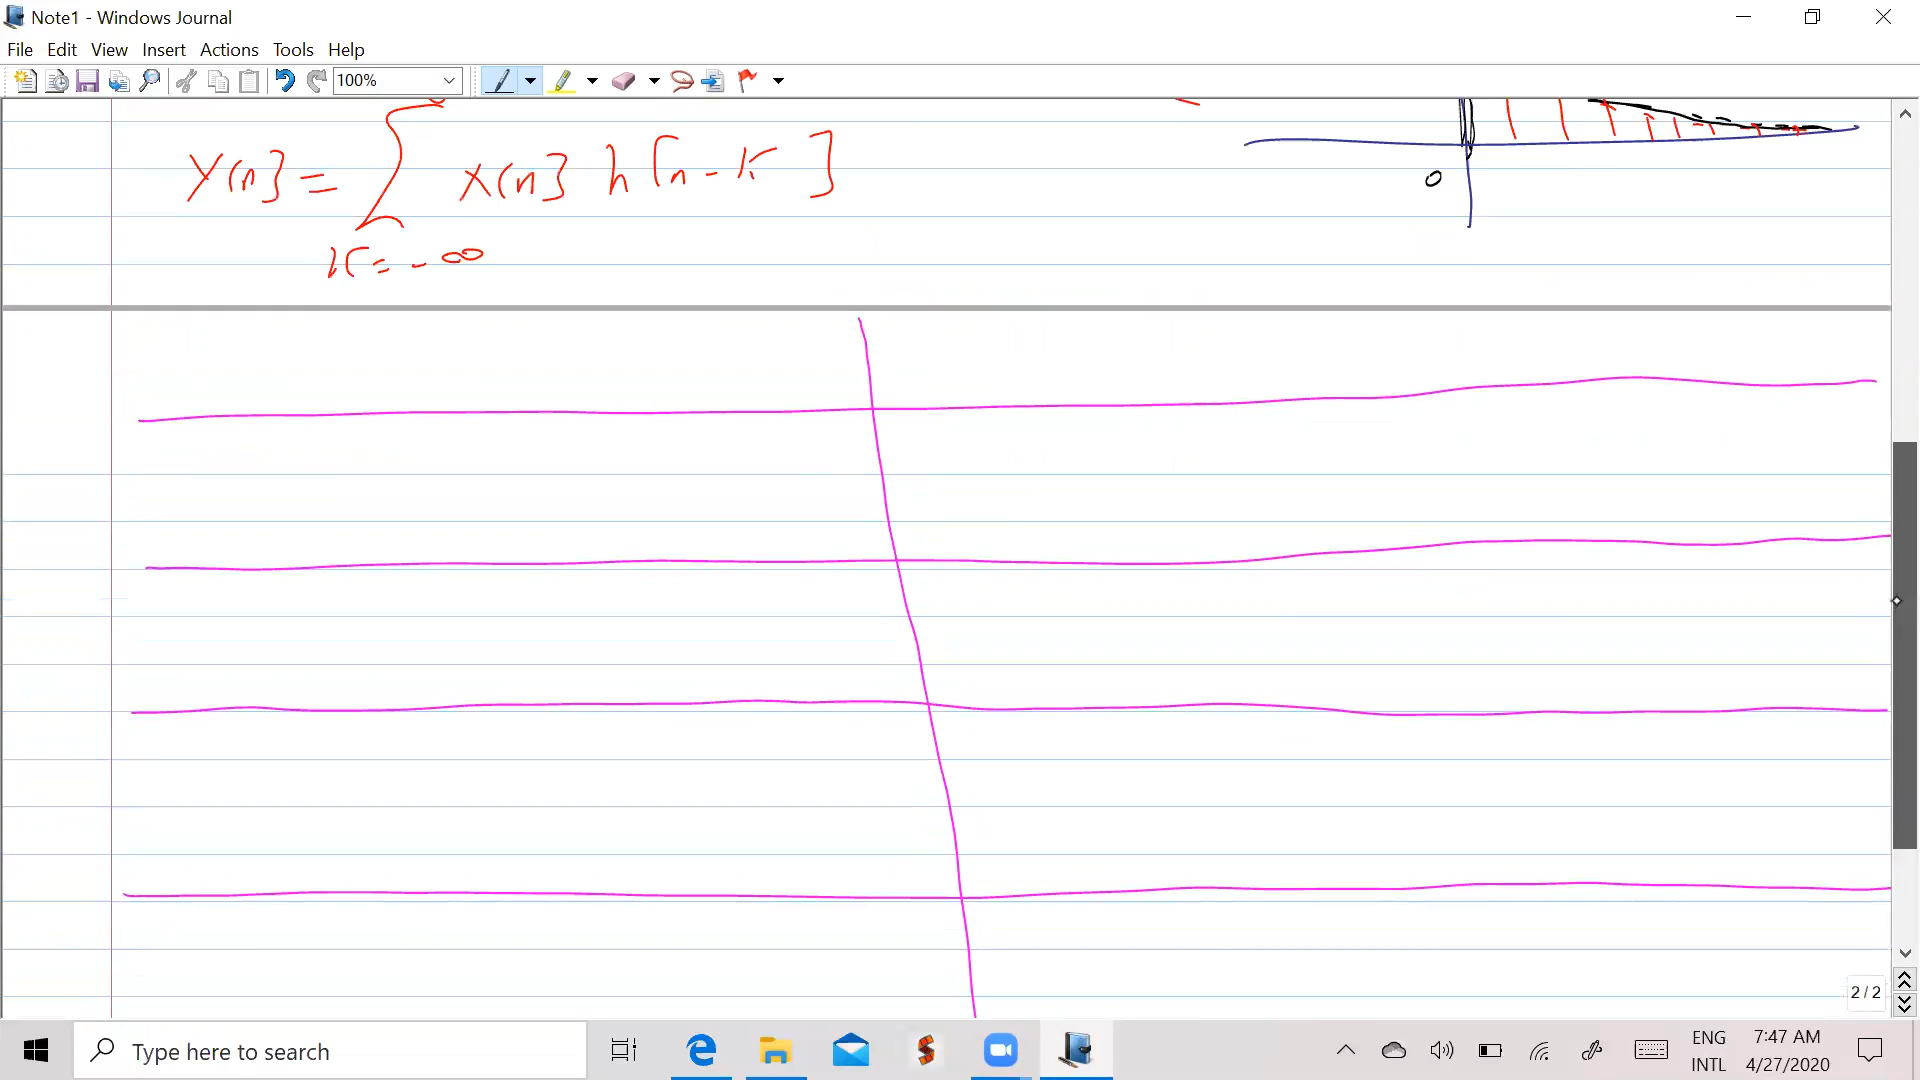 Note1 - Windows Journal
File Edit View Insert Actions Tools Help
100%
y[n] = ∑ x[n] h[n-k]
k=-∞
0
2 / 2
Type here to search
ENG
INTL
7:47 AM
4/27/2020